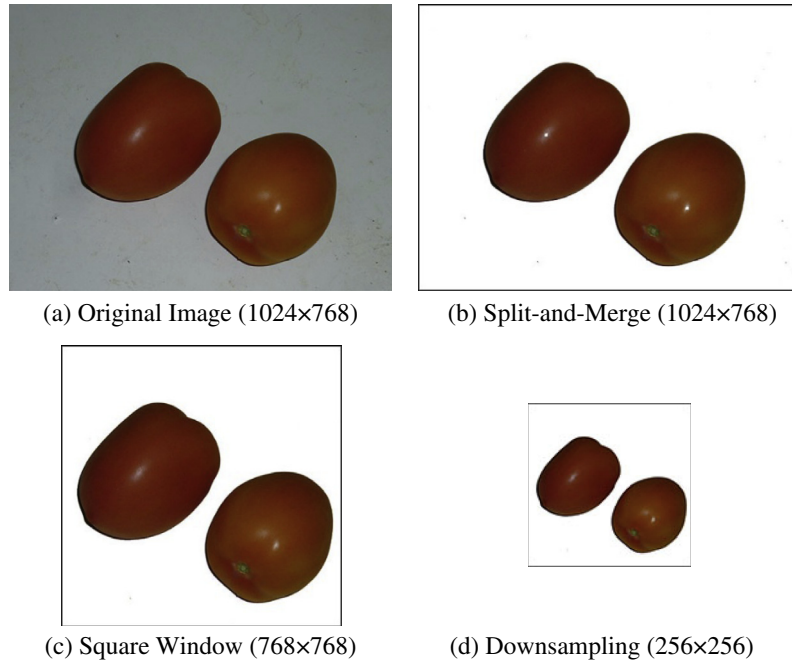 (a) Original Image (1024×768)
(b) Split-and-Merge (1024×768)
(c) Square Window (768×768)
(d) Downsampling (256×256)